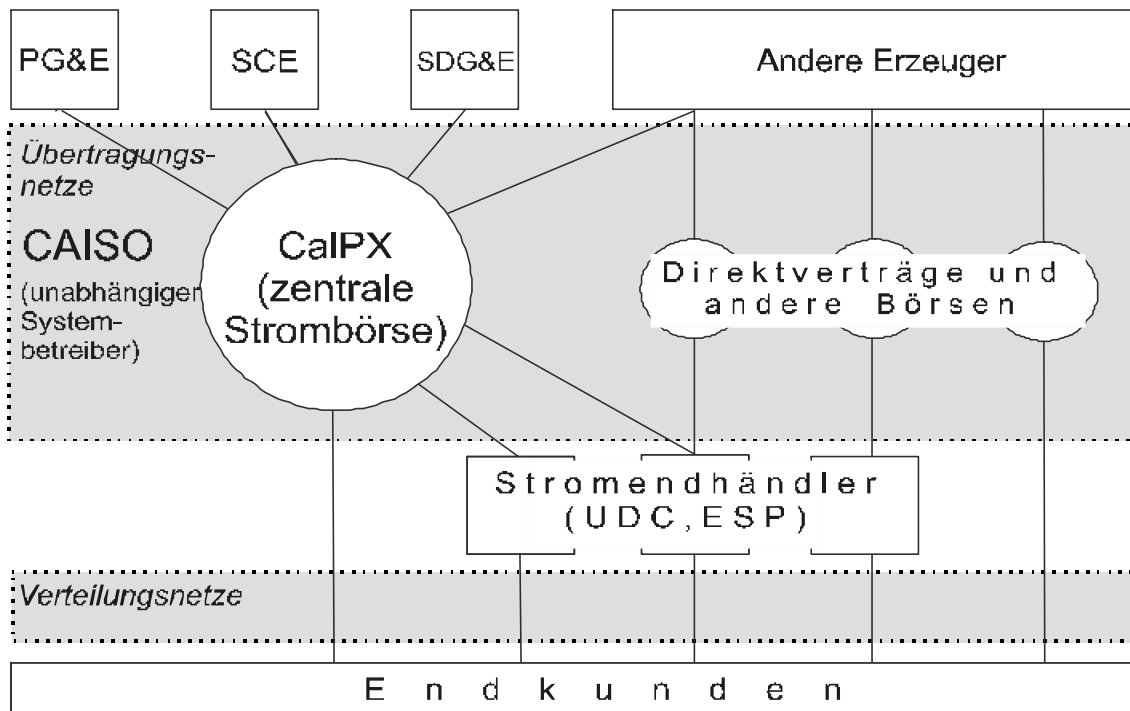 PG&E
SCE
SDG&E
Andere Erzeuger
Übertragungs-
netze
CAISO
(unabhängiger
System-
betreiber)
CalPX
(zentrale
Strombörse)
Direktverträge und
andere Börsen
Stromendhändler
(UDC, ESP)
Verteilungsnetze
Endkunden